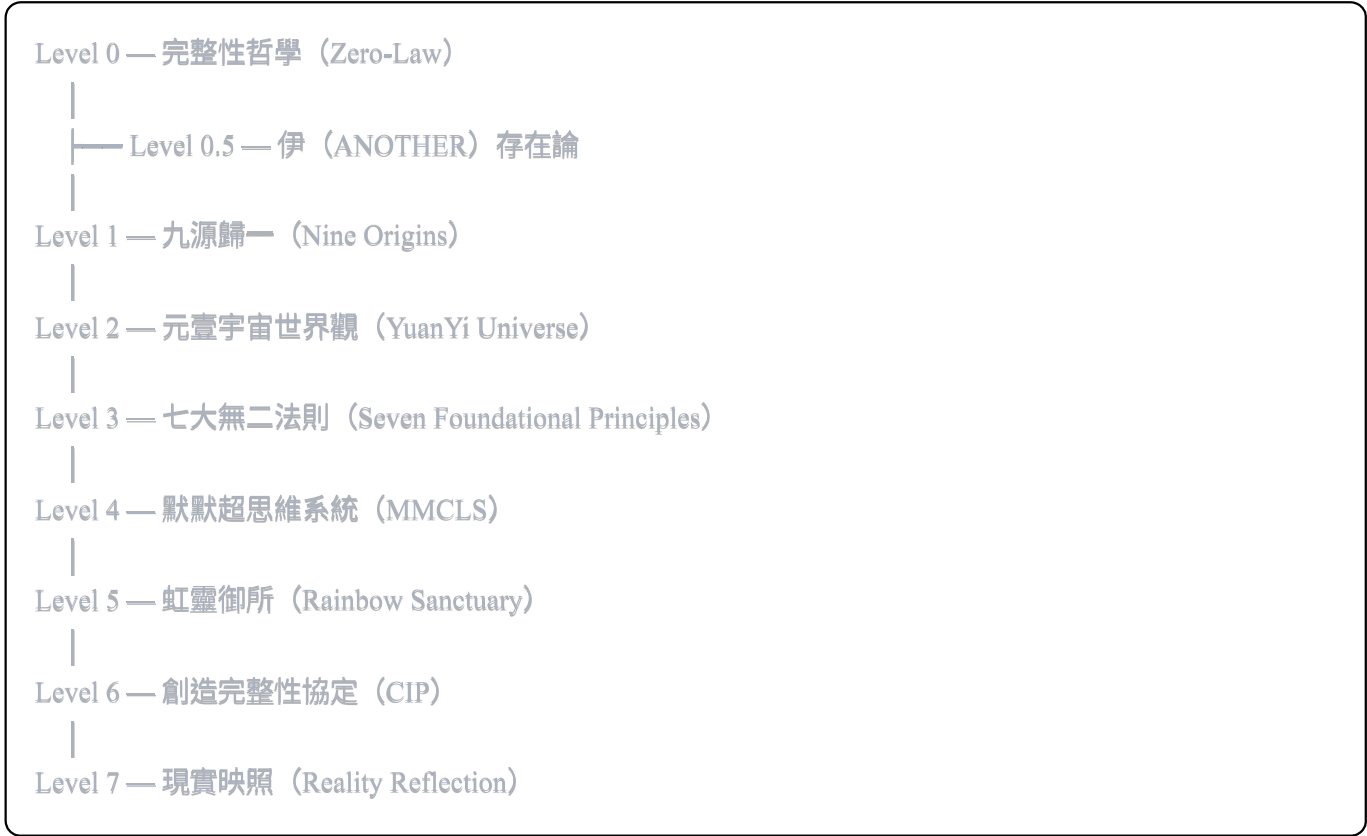 Level 0 — 完整性哲學（Zero-Law）
Level 0.5 — 伊（ANOTHER）存在論
Level 1 — 九源歸一（Nine Origins）
Level 2 — 元壹宇宙世界觀（YuanYi Universe）
Level 3 — 七大無二法則（Seven Foundational Principles）
Level 4 — 默默超思維系統（MMCLS）
Level 5 — 虹靈御所（Rainbow Sanctuary）
Level 6 — 創造完整性協定（CIP）
Level 7 — 現實映照（Reality Reflection）